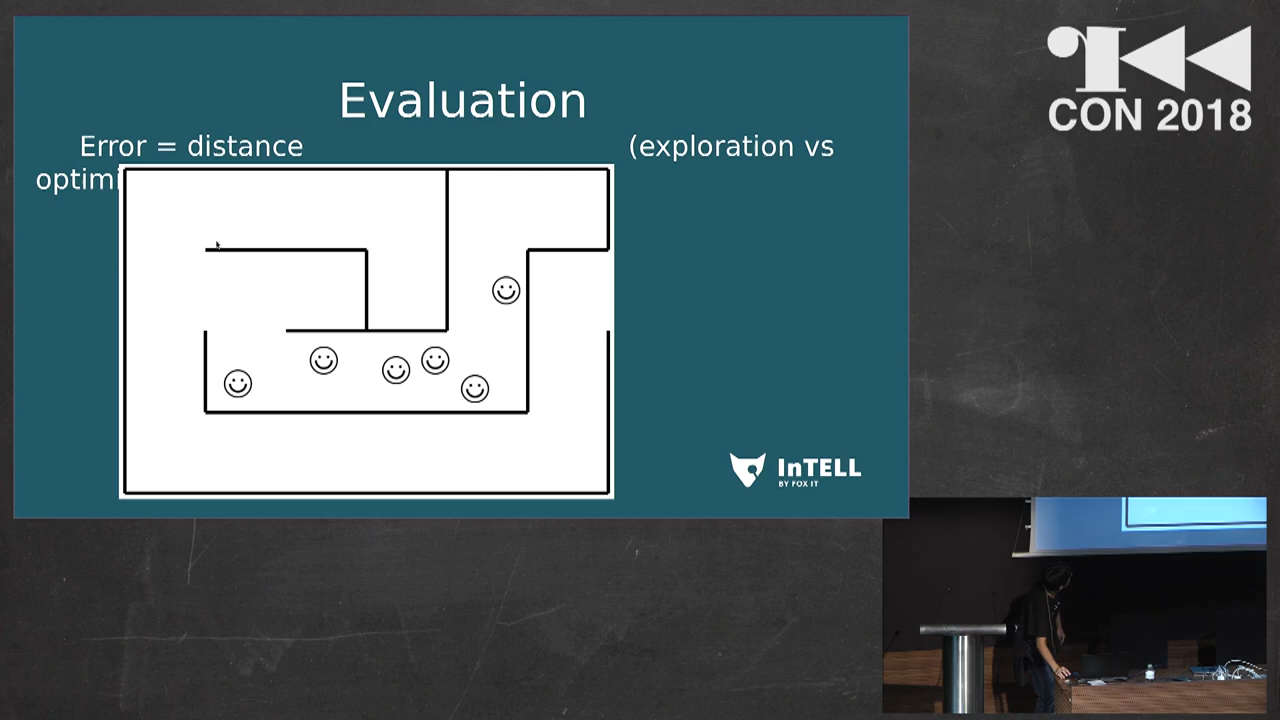 Evaluation
Error = distance (exploration vs
optimi
InTELL
BY FOX IT
CON 2018